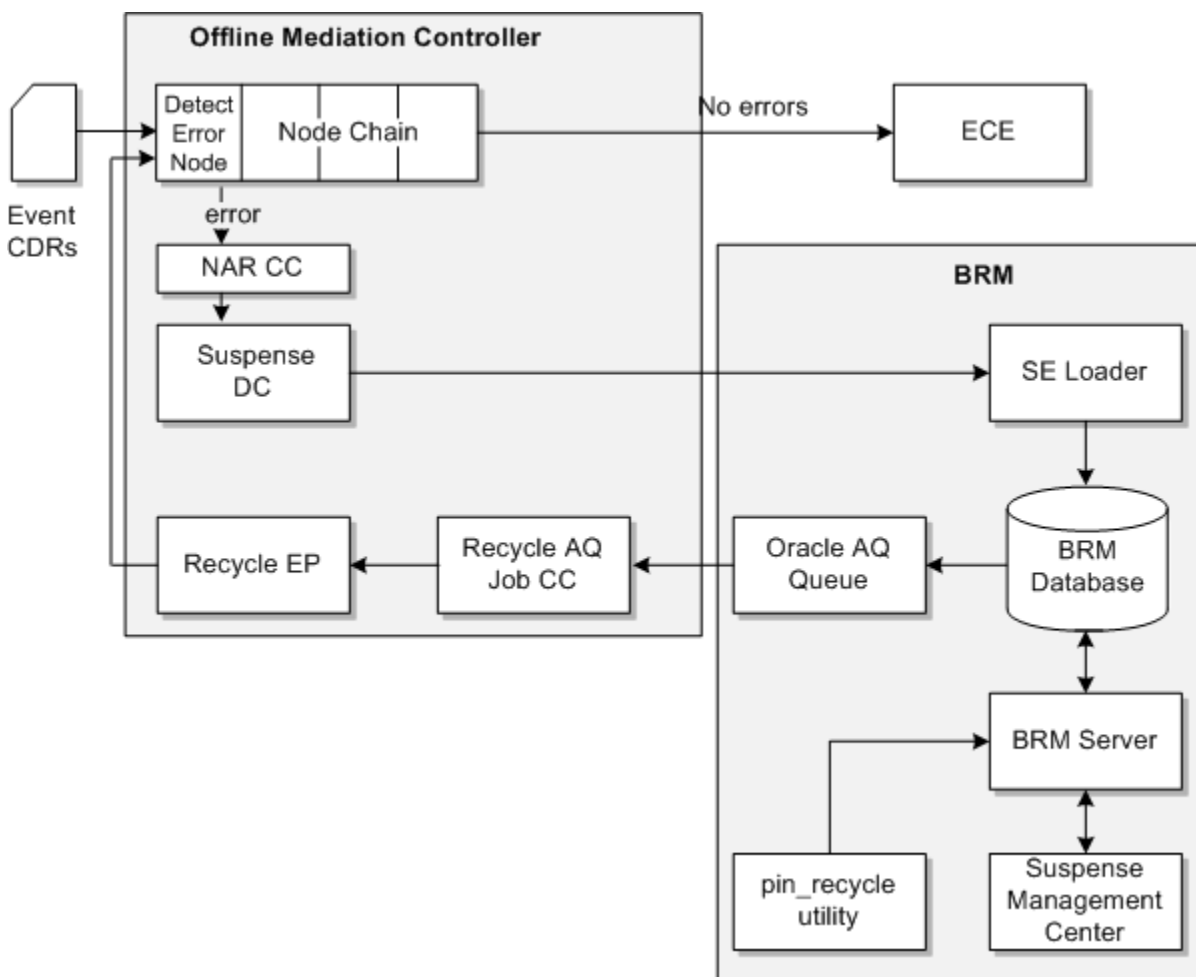 Offline Mediation Controller
Detect
Error
Node
Node Chain
No errors
ECE
Event
CDRs
error
NAR CC
BRM
Suspense
DC
SE Loader
Recycle EP
Recycle AQ
Job CC
Oracle AQ
Queue
BRM
Database
BRM Server
pin_recycle
utility
Suspense
Management
Center